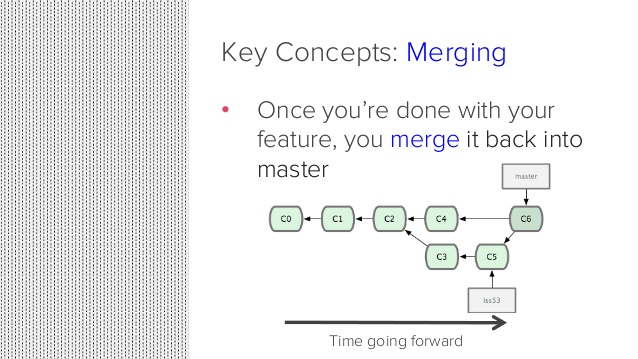 Key Concepts: Merging
• Once you’re done with your
feature, you merge it back into
master
master
C0 C1 C2 C4 C6
C3 C5
iss53
Time going forward